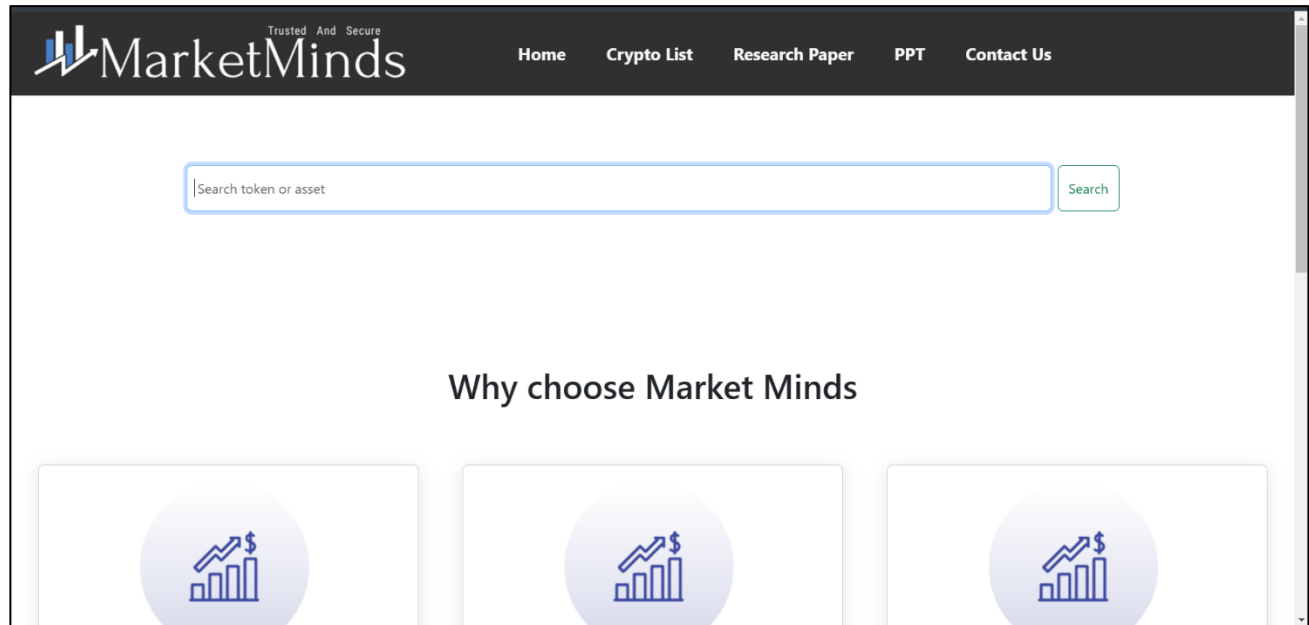 Trusted And Secure
MarketMinds
Home Crypto List Research Paper PPT Contact Us
Search token or asset Search
Why choose Market Minds
$ $ $